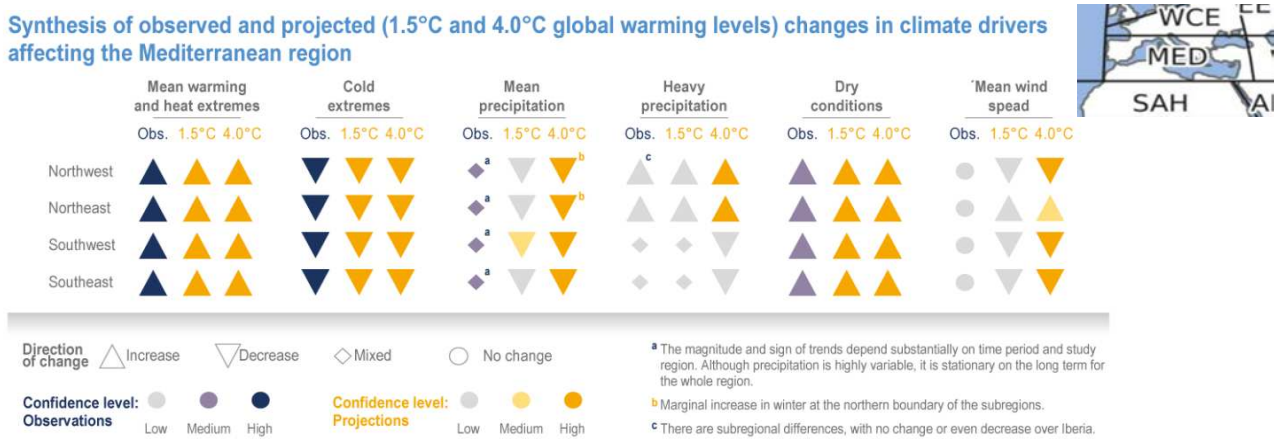 Synthesis of observed and projected (1.5°C and 4.0°C global warming levels) changes in climate drivers
affecting the Mediterranean region
WCE
EE
MED
SAH
Mean warming
and heat extremes
Cold
extremes
Mean
precipitation
Heavy
precipitation
Dry
conditions
´Mean wind
spead
Obs. 1.5°C 4.0°C
Obs. 1.5°C 4.0°C
Obs. 1.5°C 4.0°C
Obs. 1.5°C 4.0°C
Obs. 1.5°C 4.0°C
Obs. 1.5°C 4.0°C
Northwest
a
b
c
Northeast
a
b
Southwest
a
Southeast
a
Direction
of change
Increase
Decrease
Mixed
No change
Confidence level:
Observations
Low
Medium
High
Confidence level:
Projections
Low
Medium
High
a The magnitude and sign of trends depend substantially on time period and study
region. Although precipitation is highly variable, it is stationary on the long term for
the whole region.
b Marginal increase in winter at the northern boundary of the subregions.
c There are subregional differences, with no change or even decrease over Iberia.